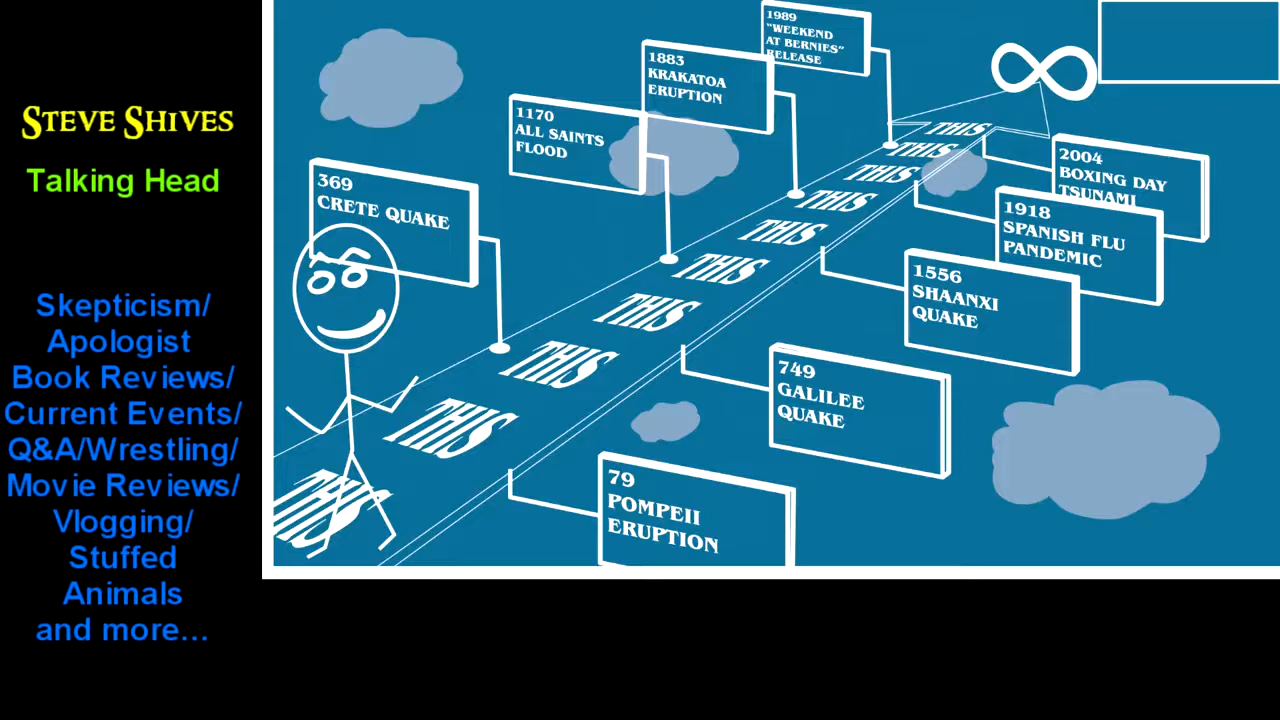 STEVE SHIVES
Talking Head
Skepticism/
Apologist
Book Reviews/
Current Events/
Q&A/Wrestling/
Movie Reviews/
Vlogging/
Stuffed
Animals
and more...
1989
"WEEKEND
AT BERNIES"
RELEASE
1883
KRAKATOA
ERUPTION
1170
ALL SAINTS
FLOOD
369
CRETE QUAKE
THIS
THIS
THIS
THIS
THIS
THIS
THIS
THIS
THIS
THIS
2004
BOXING DAY
TSUNAMI
1918
SPANISH FLU
PANDEMIC
1556
SHAANXI
QUAKE
749
GALILEE
QUAKE
79
POMPEII
ERUPTION